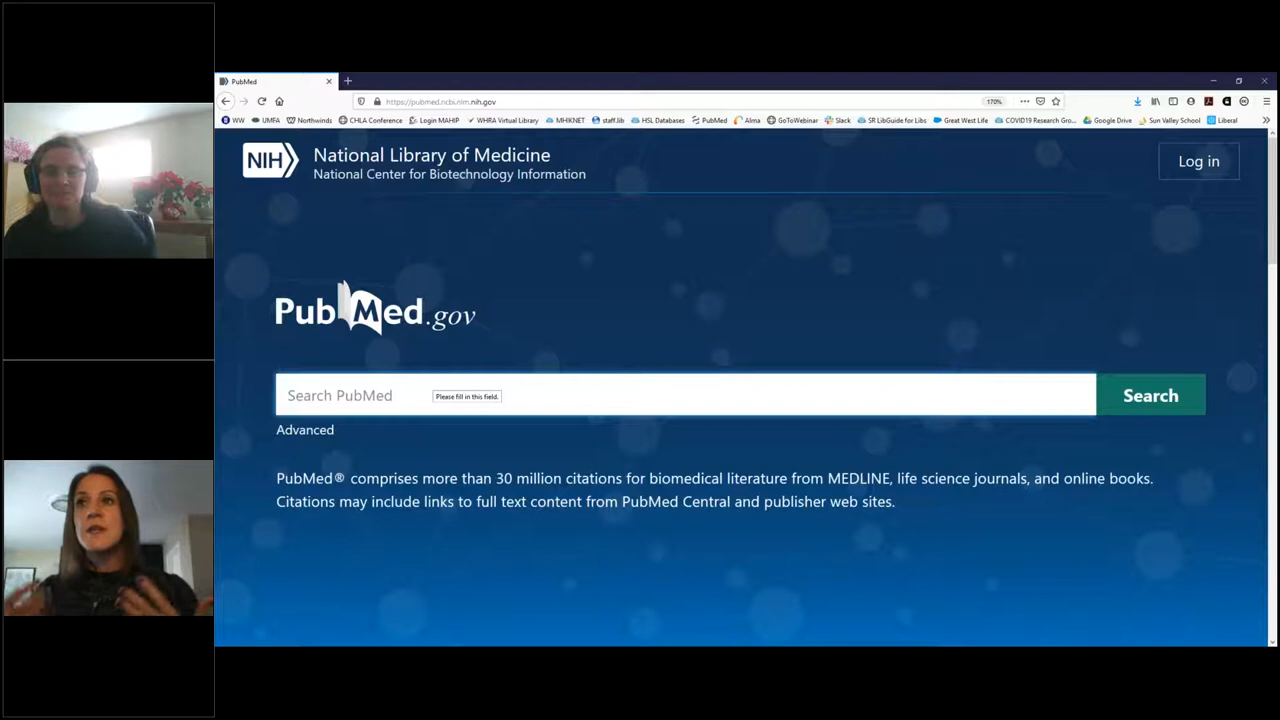 PubMed
https://pubmed.ncbi.nlm.nih.gov
170%
WW
UMFA
Northwinds
CHLA Conference
Login MAHIP
WHRA Virtual Library
MHIKNET
staff.lib
HSL Databases
PubMed
Alma
GoToWebinar
Slack
SR LibGuide for Libs
Great West Life
COVID19 Research Gro...
Google Drive
Sun Valley School
Liberal
NIH
National Library of Medicine
National Center for Biotechnology Information
Log in
PubMed.gov
Search PubMed
Please fill in this field.
Search
Advanced
PubMed® comprises more than 30 million citations for biomedical literature from MEDLINE, life science journals, and online books.
Citations may include links to full text content from PubMed Central and publisher web sites.